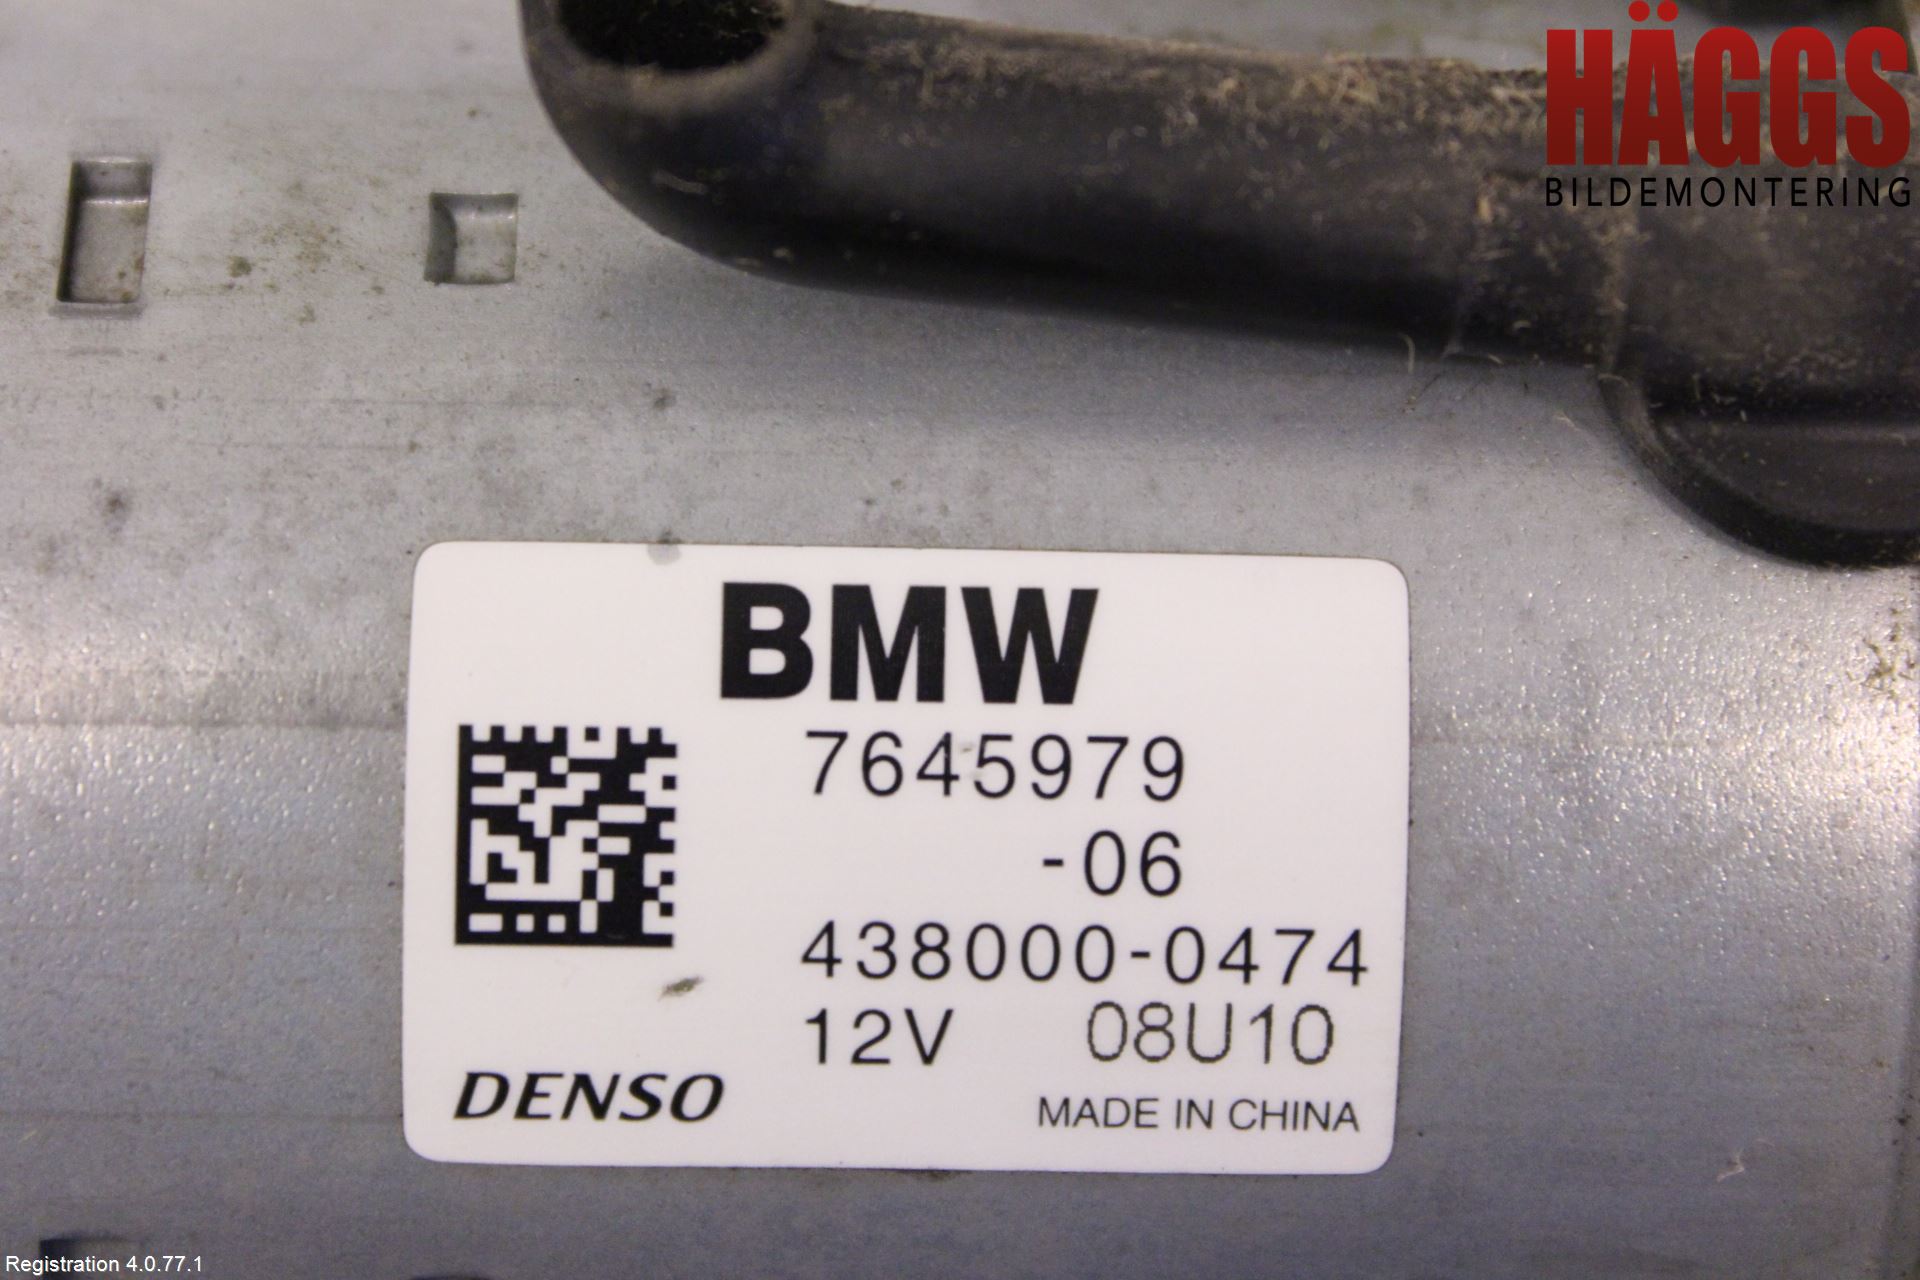 HÄGGS
BILDEMONTERING
BMW
7645979
-06
438000-0474
12V 08U10
DENSO MADE IN CHINA
Registration 4.0.77.1